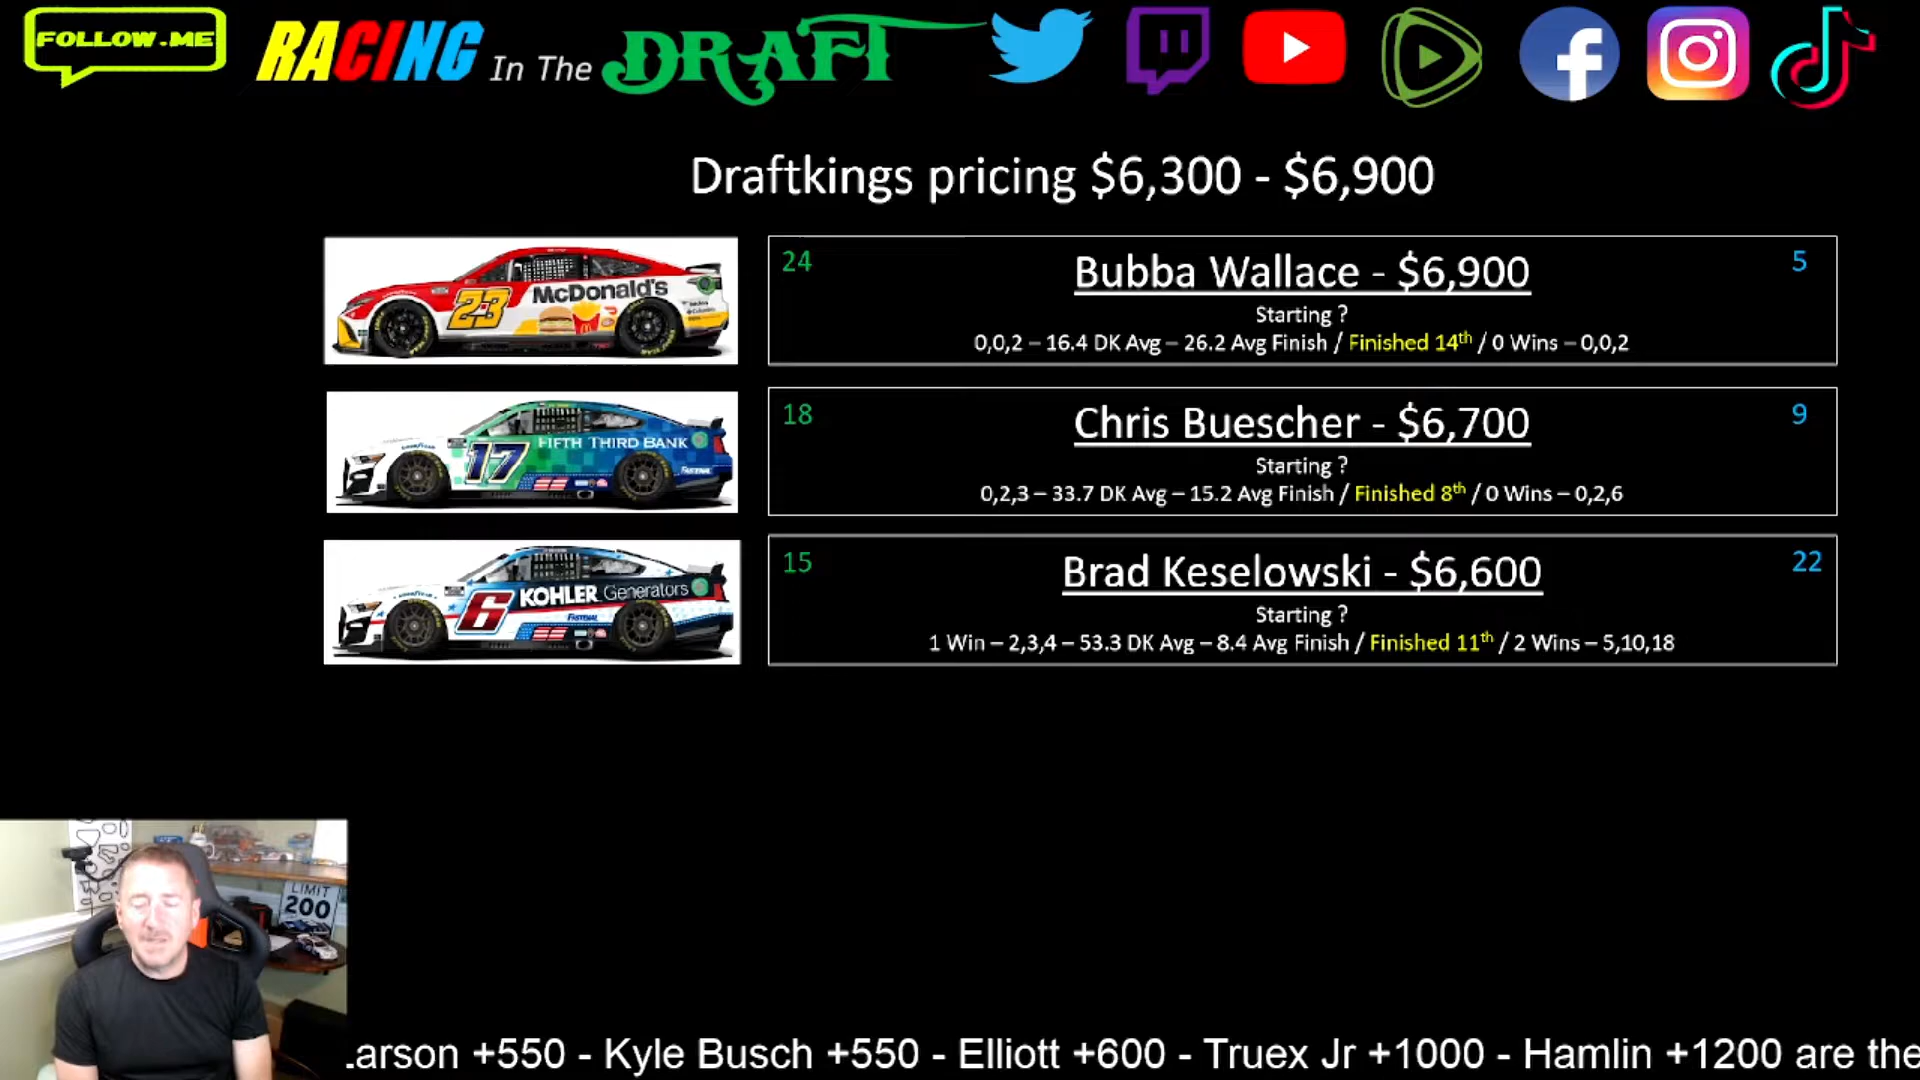 FOLLOW.ME
RACING In The DRAFT
Draftkings pricing $6,300 - $6,900
24
Bubba Wallace - $6,900
5
Starting ?
0,0,2 – 16.4 DK Avg – 26.2 Avg Finish / Finished 14th / 0 Wins – 0,0,2
23
McDonald's
18
Chris Buescher - $6,700
9
Starting ?
0,2,3 – 33.7 DK Avg – 15.2 Avg Finish / Finished 8th / 0 Wins – 0,2,6
17
FIFTH THIRD BANK
FASTENAL
15
Brad Keselowski - $6,600
22
Starting ?
1 Win – 2,3,4 – 53.3 DK Avg – 8.4 Avg Finish / Finished 11th / 2 Wins – 5,10,18
6
KOHLER Generators
FASTENAL
LIMIT
200
arson +550 - Kyle Busch +550 - Elliott +600 - Truex Jr +1000 - Hamlin +1200 are the